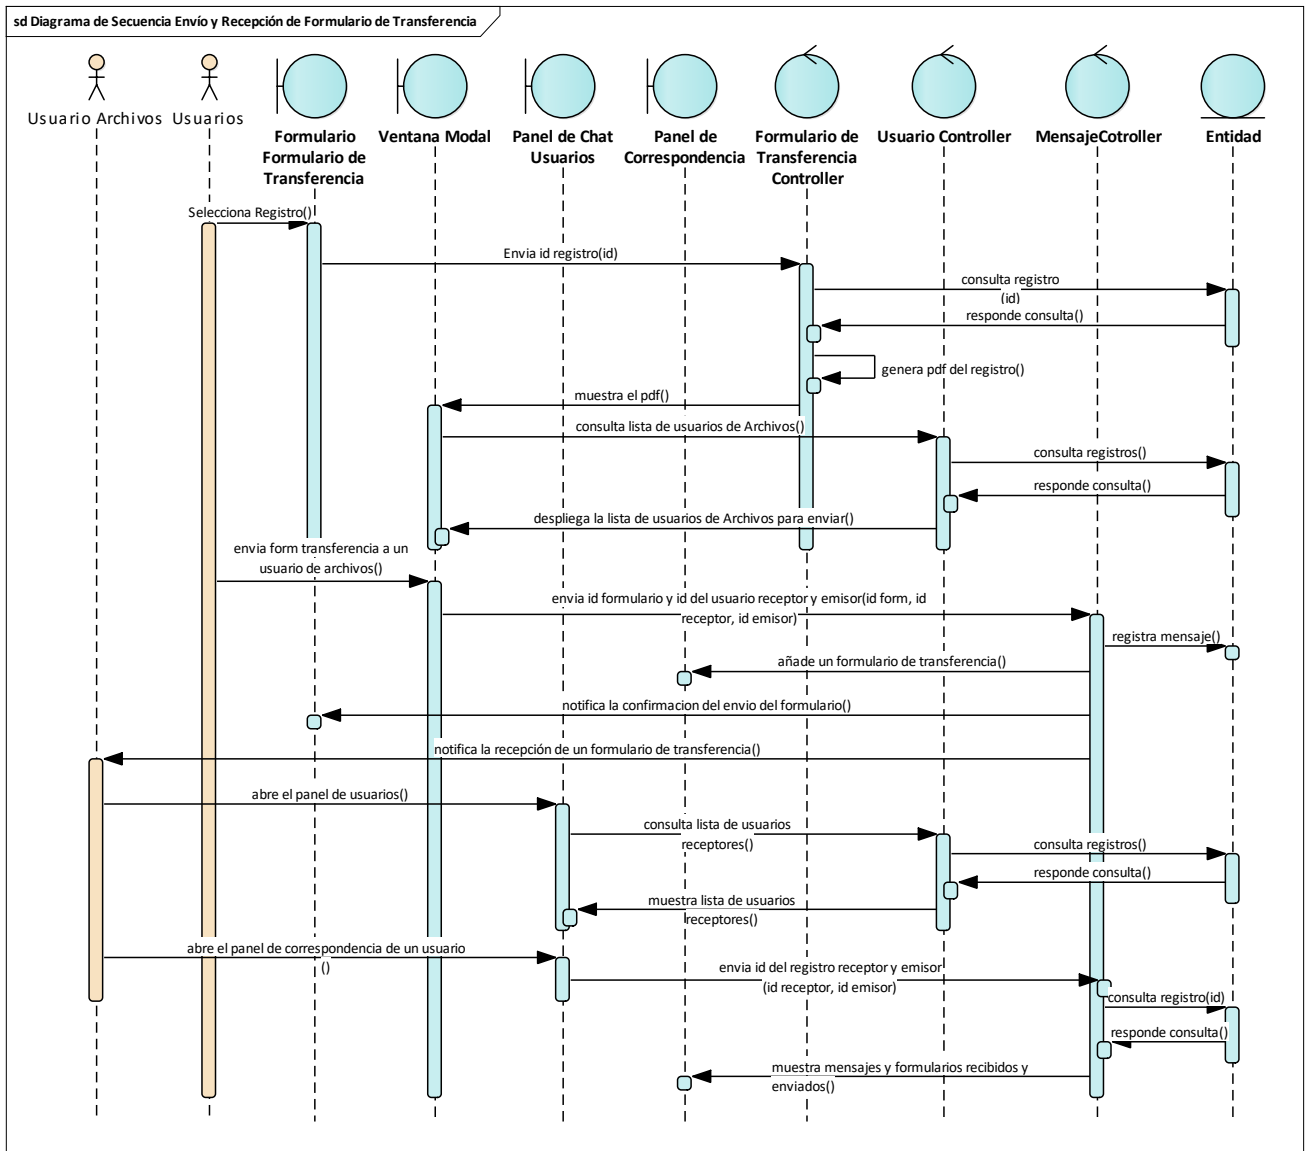 sd Diagrama de Secuencia Envío y Recepción de Formulario de Transferencia
Usuario Archivos
Usuarios
Formulario
Formulario de
Transferencia
Ventana Modal
Panel de Chat
Usuarios
Panel de
Correspondencia
Formulario de
Transferencia
Controller
Usuario Controller
MensajeCotroller
Entidad
Selecciona Registro()
Envia id registro(id)
consulta registro
(id)
responde consulta()
genera pdf del registro()
muestra el pdf()
consulta lista de usuarios de Archivos()
consulta registros()
responde consulta()
despliega la lista de usuarios de Archivos para enviar()
envia form transferencia a un
usuario de archivos()
envia id formulario y id del usuario receptor y emisor(id form, id
receptor, id emisor)
registra mensaje()
añade un formulario de transferencia()
notifica la confirmacion del envio del formulario()
notifica la recepción de un formulario de transferencia()
abre el panel de usuarios()
consulta lista de usuarios
receptores()
consulta registros()
responde consulta()
muestra lista de usuarios
receptores()
abre el panel de correspondencia de un usuario
()
envia id del registro receptor y emisor
(id receptor, id emisor)
consulta registro(id)
responde consulta()
muestra mensajes y formularios recibidos y
enviados()